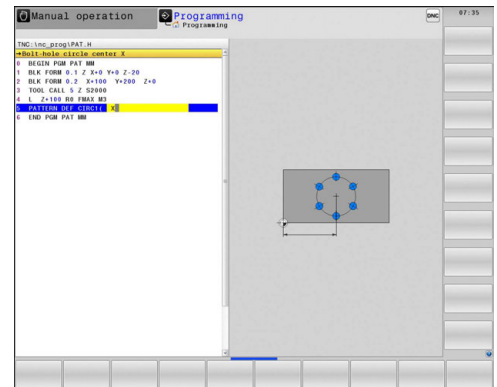 Manual operation
Programming
Programming
DNC
07:35
TNC:\nc_prog\PAT.H
→Bolt-hole circle center X
0 BEGIN PGM PAT MM
1 BLK FORM 0.1 Z X+0 Y+0 Z-20
2 BLK FORM 0.2 X+100 Y+200 Z+0
3 TOOL CALL 5 Z S2000
4 L Z+100 R0 FMAX M3
5 PATTERN DEF CIRC1( X
6 END PGM PAT MM